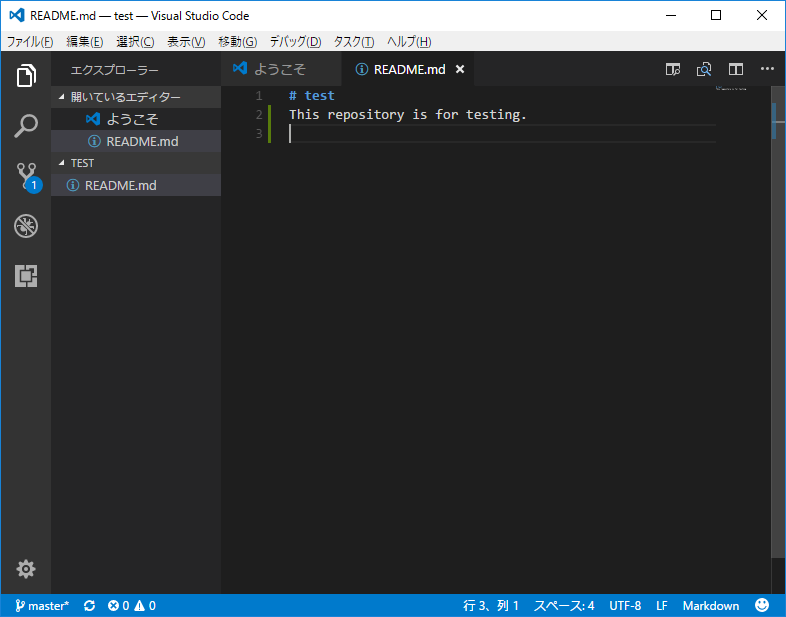 README.md — test — Visual Studio Code
ファイル(F) 編集(E) 選択(C) 表示(V) 移動(G) デバッグ(D) タスク(T) ヘルプ(H)
エクスプローラー
ようこそ
README.md
開いているエディター
ようこそ
README.md
TEST
README.md
1
1 # test
2 This repository is for testing.
3
master* 0 0 行 3、列 1 スペース: 4 UTF-8 LF Markdown